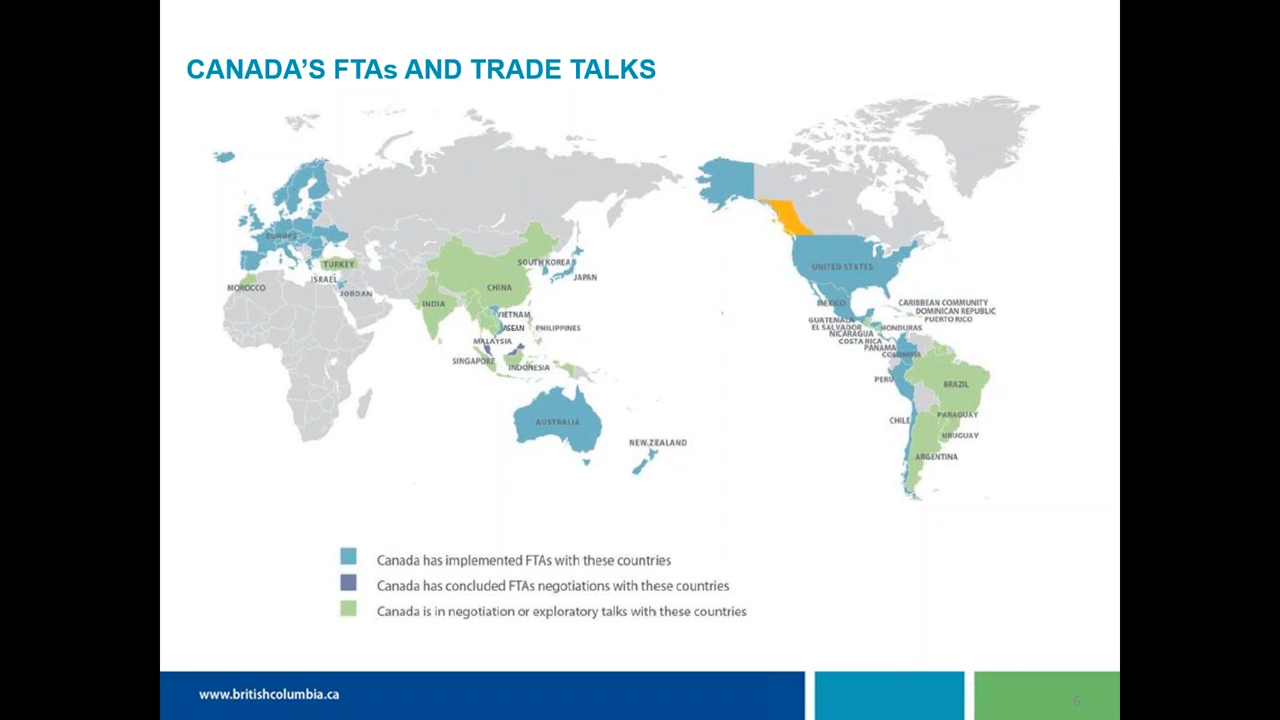 CANADA'S FTAs AND TRADE TALKS
EUROPE
TURKEY
MOROCCO
ISRAEL
JORDAN
SOUTH KOREA
JAPAN
CHINA
INDIA
VIETNAM
ASEAN
PHILIPPINES
MALAYSIA
SINGAPORE
INDONESIA
AUSTRALIA
NEW ZEALAND
UNITED STATES
MEXICO
CARIBBEAN COMMUNITY
DOMINICAN REPUBLIC
PUERTO RICO
GUATEMALA
EL SALVADOR
HONDURAS
NICARAGUA
COSTA RICA
PANAMA
COLOMBIA
PERU
BRAZIL
CHILE
PARAGUAY
URUGUAY
ARGENTINA
Canada has implemented FTAs with these countries
Canada has concluded FTAs negotiations with these countries
Canada is in negotiation or exploratory talks with these countries
www.britishcolumbia.ca
6